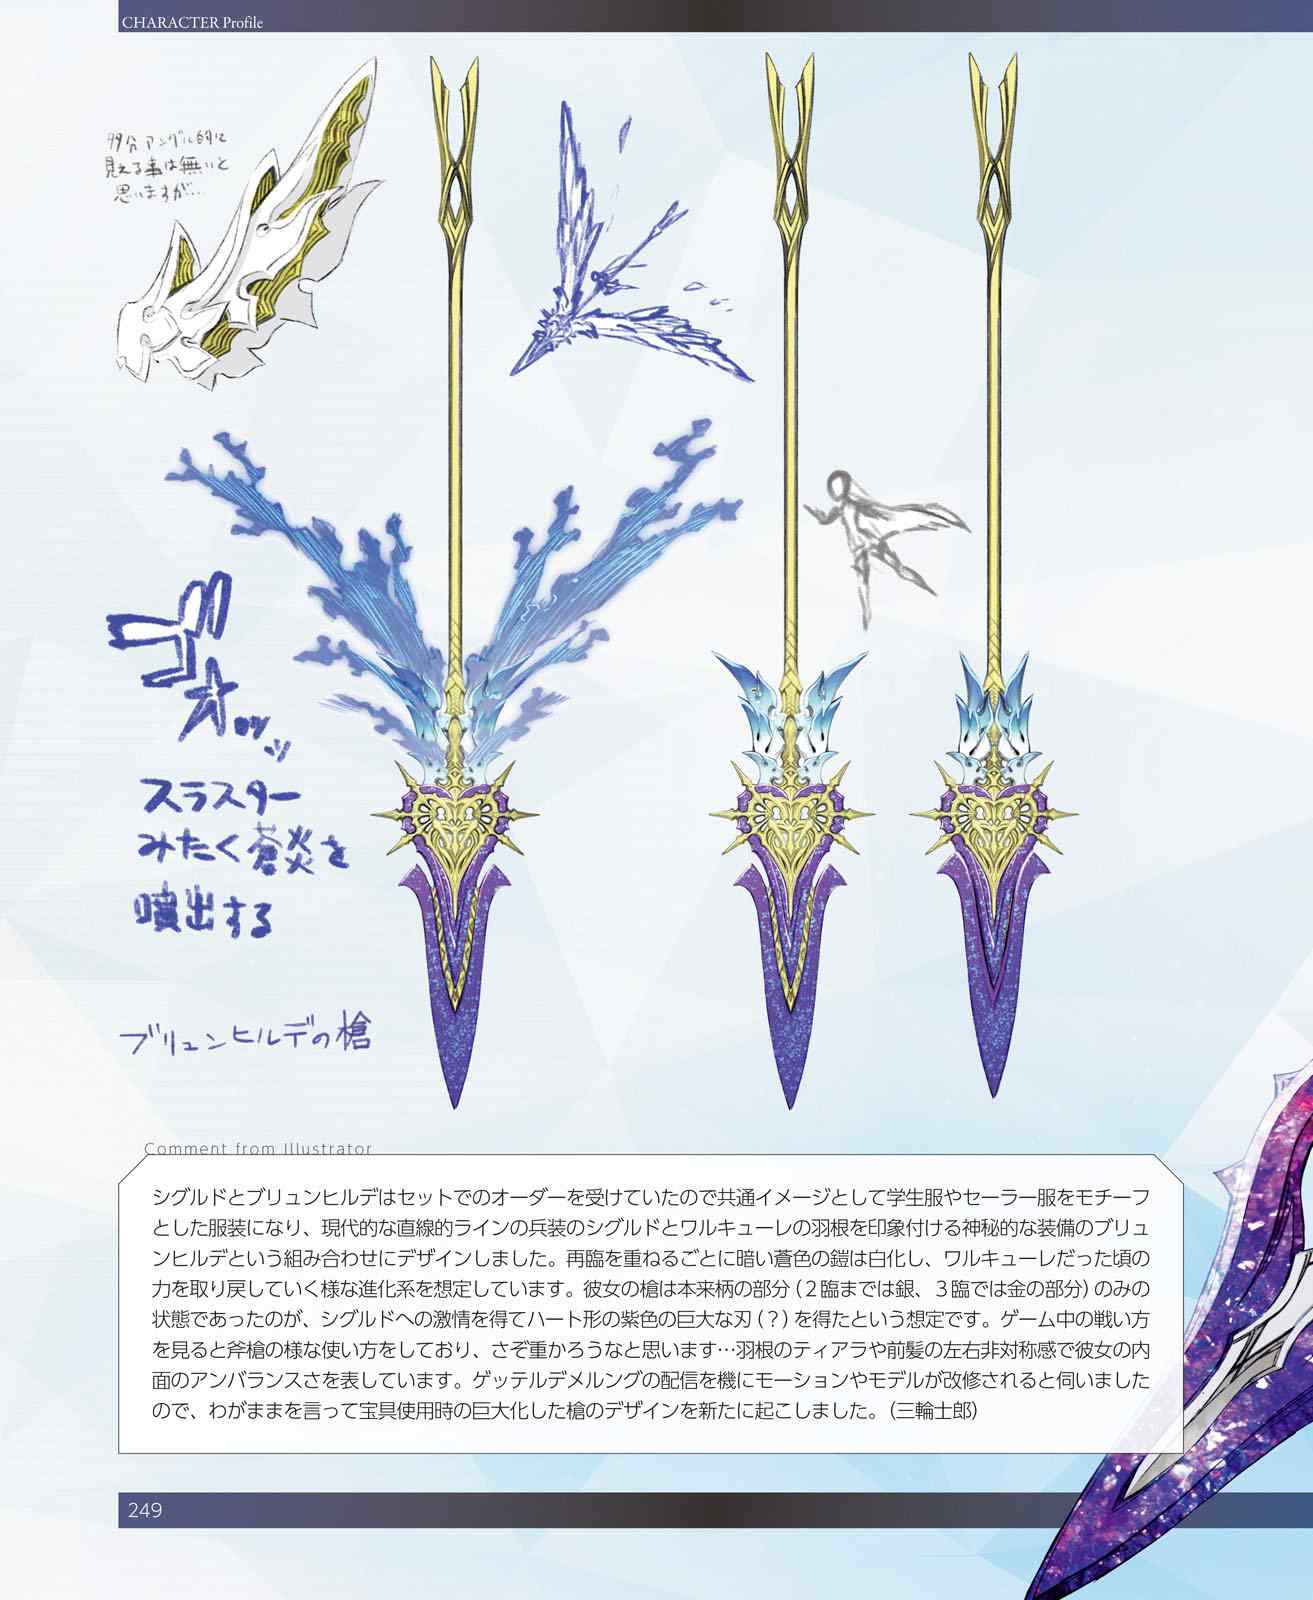 CHARACTER Profile
多分アングル的に
見える事は無いと
思いますが…
ゴオッッ
スラスター
みたく蒼炎を
噴出する
ブリュンヒルデの槍
Comment from Illustrator
シグルドとブリュンヒルデはセットでのオーダーを受けていたので共通イメージとして学生服やセーラー服をモチーフ
とした服装になり、現代的な直線的ラインの兵装のシグルドとワルキューレの羽根を印象付ける神秘的な装備のブリュ
ンヒルデという組み合わせにデザインしました。再臨を重ねるごとに暗い蒼色の鎧は白化し、ワルキューレだった頃の
力を取り戻していく様な進化系を想定しています。彼女の槍は本来柄の部分（２臨までは銀、３臨では金の部分）のみの
状態であったのが、シグルドへの激情を得てハート形の紫色の巨大な刃（？）を得たという想定です。ゲーム中の戦い方
を見ると斧槍の様な使い方をしており、さぞ重かろうなと思います…羽根のティアラや前髪の左右非対称感で彼女の内
面のアンバランスさを表しています。ゲッテルデメルングの配信を機にモーションやモデルが改修されると伺いました
ので、わがままを言って宝具使用時の巨大化した槍のデザインを新たに起こしました。（三輪士郎）
249